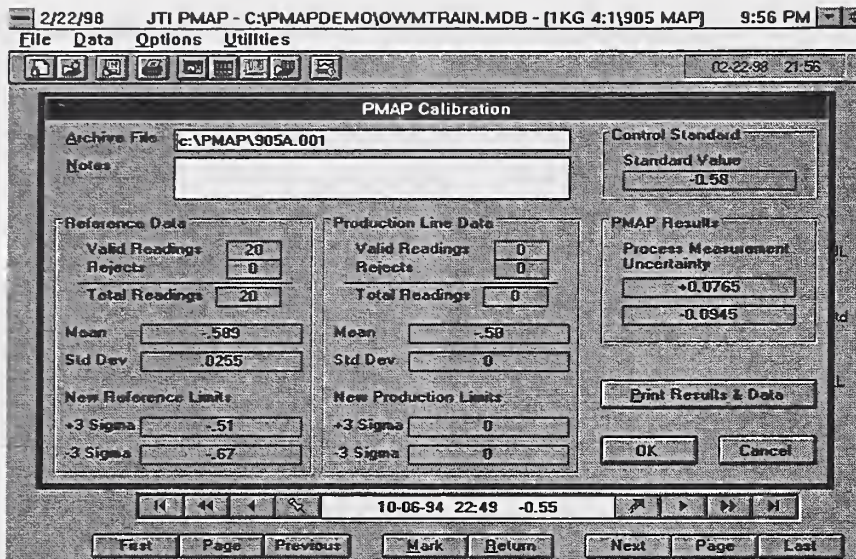 2/22/98 JTI PMAP - C:\PMAPDEMO\OWMTRAIN.MDB - [1KG 4:1\905 MAP] 9:56 PM
File Data Options Utilities
02-22-98 21:56
PMAP Calibration
Archive File c:\PMAP\905A.001
Notes
Control Standard
Standard Value
-0.58
Reference Data
Valid Readings 20
Rejects 0
Total Readings 20
Mean -.589
Std Dev .0255
New Reference Limits
+3 Sigma -.51
-3 Sigma -.67
Production Line Data
Valid Readings 0
Rejects 0
Total Readings 0
Mean -.58
Std Dev 0
New Production Limits
+3 Sigma 0
-3 Sigma 0
PMAP Results
Process Measurement
Uncertainty
+0.0765
-0.0945
Print Results & Data
OK Cancel
10-06-94 22:49 -0.55
First Page Previous Mark Return Next Page Last